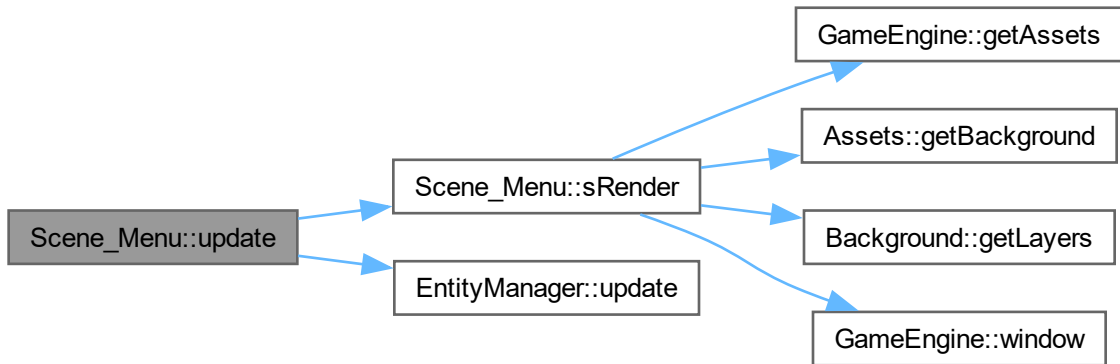 GameEngine::getAssets
Assets::getBackground
Scene_Menu::sRender
Scene_Menu::update
Background::getLayers
EntityManager::update
GameEngine::window